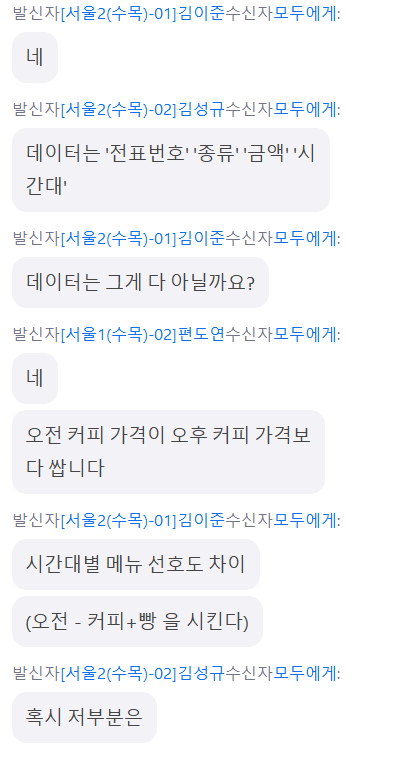 발신자[서울2(수목)-01]김이준수신자모두에게:
네
발신자[서울2(수목)-02]김성규수신자모두에게:
데이터는 '전표번호' '종류' '금액' '시
간대'
발신자[서울2(수목)-01]김이준수신자모두에게:
데이터는 그게 다 아닐까요?
발신자[서울1(수목)-02]편도연수신자모두에게:
네
오전 커피 가격이 오후 커피 가격보
다 쌉니다
발신자[서울2(수목)-01]김이준수신자모두에게:
시간대별 메뉴 선호도 차이
(오전 - 커피+빵 을 시킨다)
발신자[서울2(수목)-02]김성규수신자모두에게:
혹시 저부분은